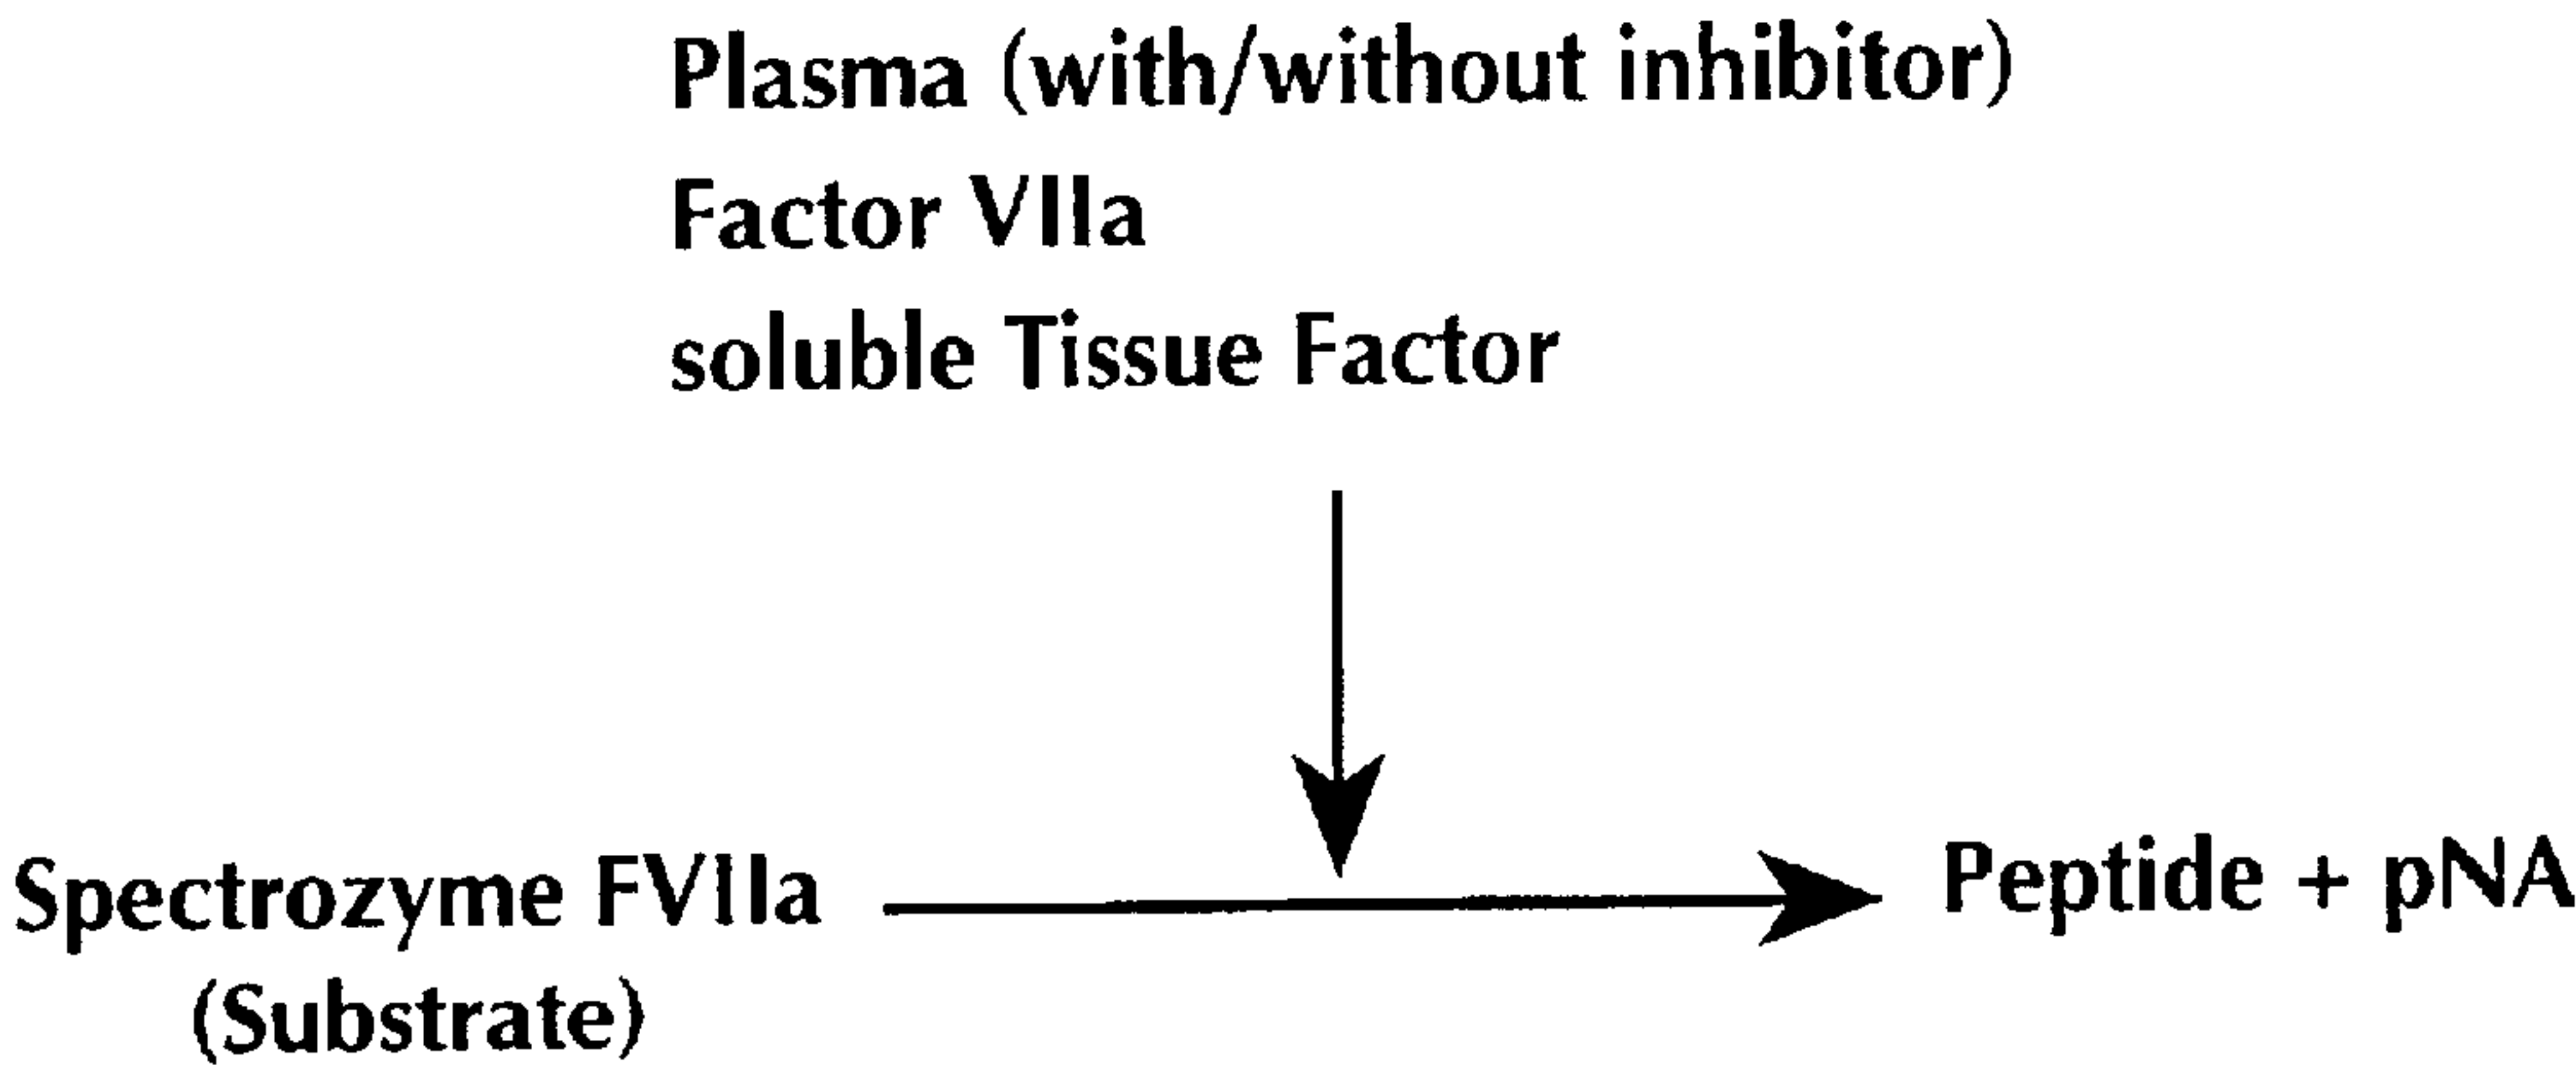 Plasma (with/without inhibitor)
Factor VIIa
soluble Tissue Factor
Spectrozyme FVIIa
(Substrate)
Peptide + pNA